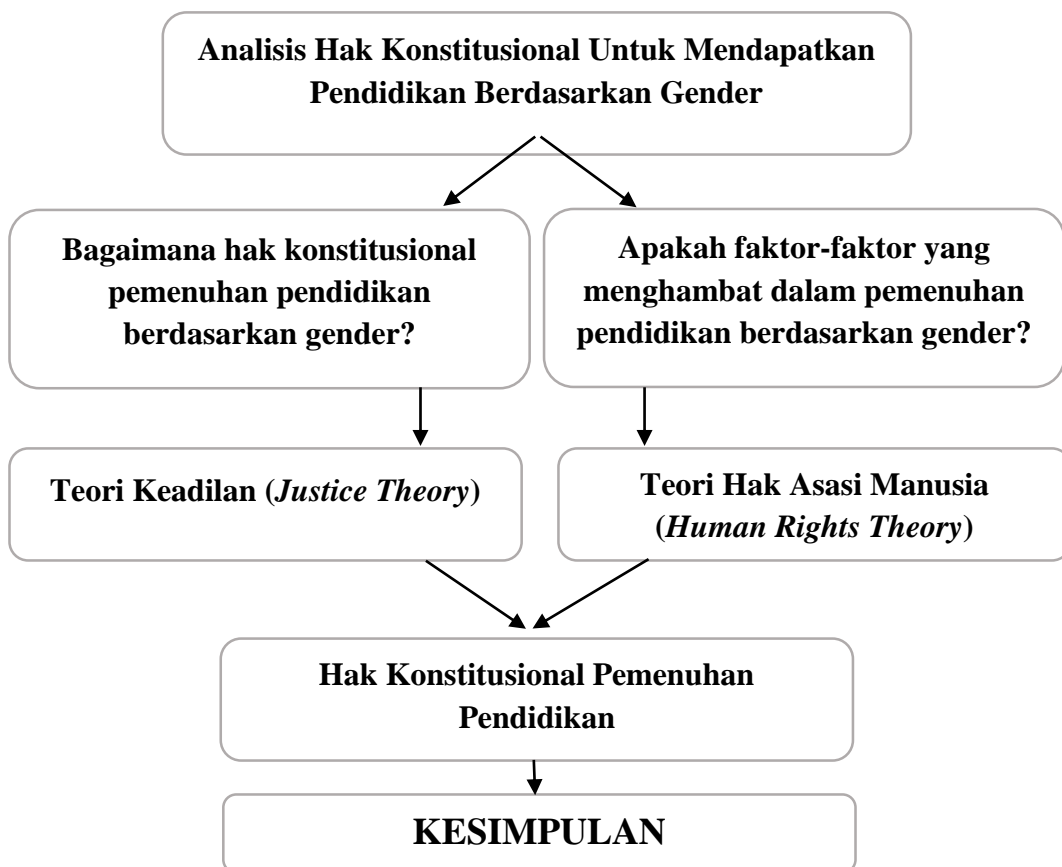 Analisis Hak Konstitusional Untuk Mendapatkan
Pendidikan Berdasarkan Gender
Bagaimana hak konstitusional
pemenuhan pendidikan
berdasarkan gender?
Apakah faktor-faktor yang
menghambat dalam pemenuhan
pendidikan berdasarkan gender?
Teori Keadilan (Justice Theory)
Teori Hak Asasi Manusia
(Human Rights Theory)
Hak Konstitusional Pemenuhan
Pendidikan
KESIMPULAN